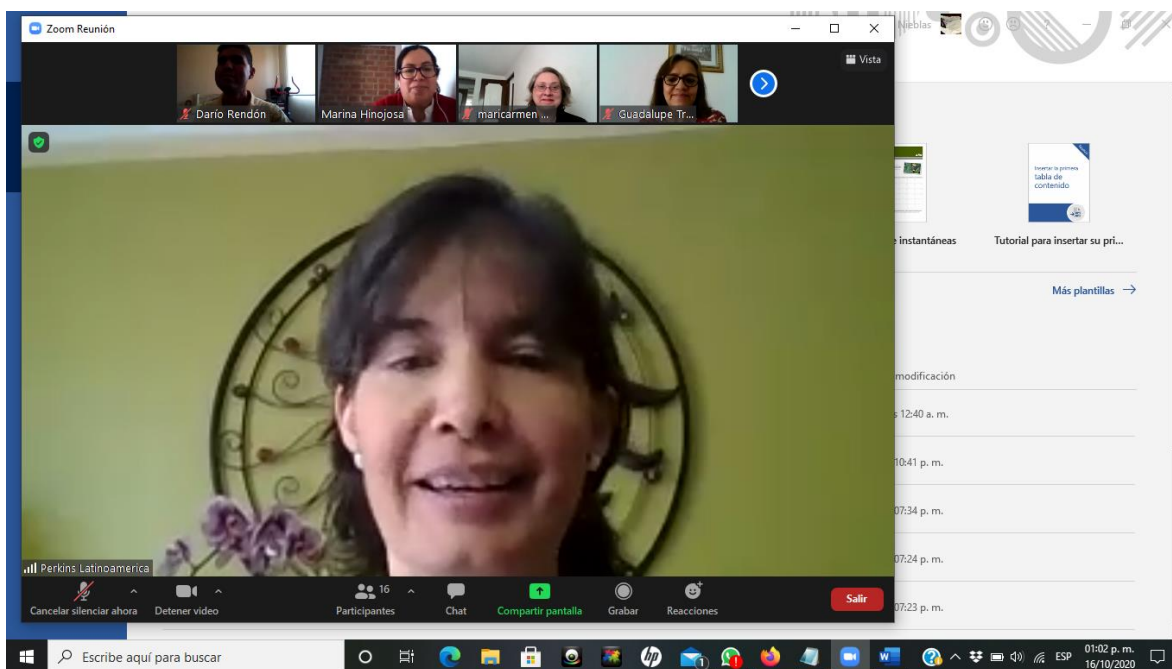 Zoom Reunión
Nieblas
Vista
Darío Rendón
Marina Hinojosa
maricarmen ...
Guadalupe Tr...
Insertar la primera
tabla de
contenido
e instantáneas
Tutorial para insertar su pri...
Más plantillas →
modificación
s 12:40 a. m.
10:41 p. m.
07:34 p. m.
07:24 p. m.
07:23 p. m.
Perkins Latinoamerica
Cancelar silenciar ahora
Detener video
16
Participantes
Chat
Compartir pantalla
Grabar
Reacciones
Salir
Escribe aquí para buscar
hp
ESP
01:02 p. m.
16/10/2020